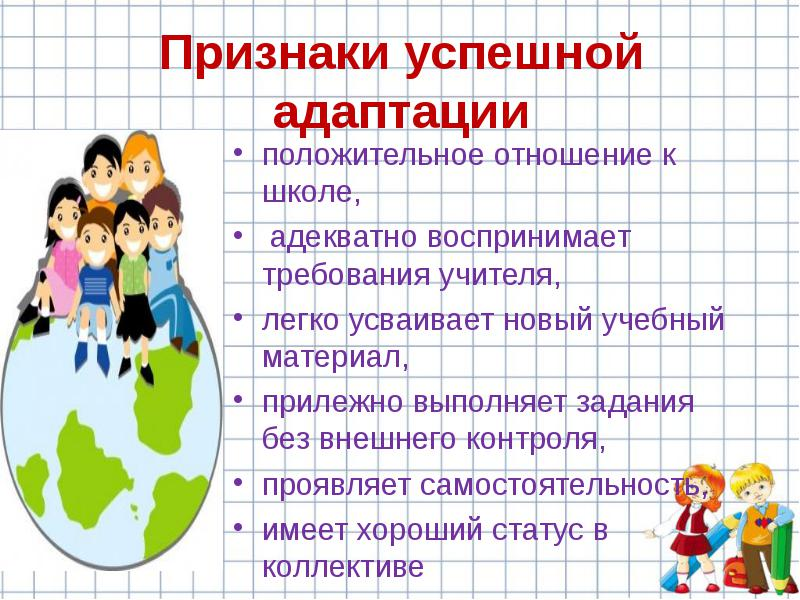 Признаки успешной
адаптации
• положительное отношение к
школе,
• адекватно воспринимает
требования учителя,
• легко усваивает новый учебный
материал,
• прилежно выполняет задания
без внешнего контроля,
• проявляет самостоятельность,
• имеет хороший статус в
коллективе